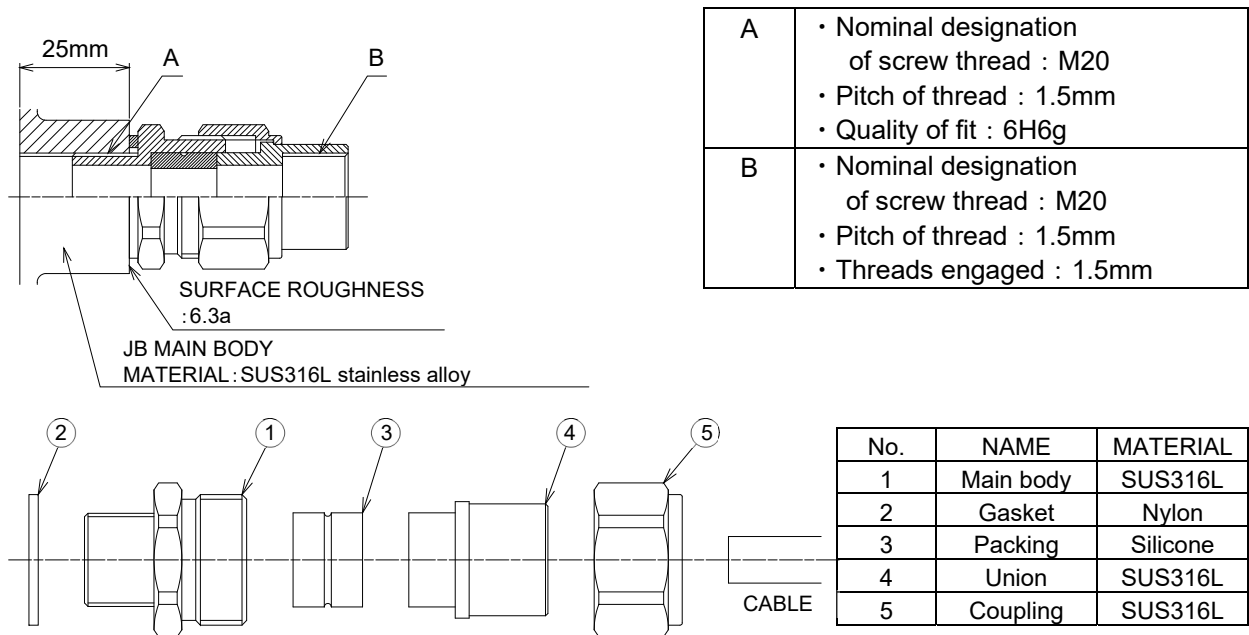 25mm
A
B
SURFACE ROUGHNESS
:6.3a
JB MAIN BODY
MATERIAL:SUS316L stainless alloy
A
・Nominal designation
of screw thread : M20
・Pitch of thread : 1.5mm
・Quality of fit : 6H6g
B
・Nominal designation
of screw thread : M20
・Pitch of thread : 1.5mm
・Threads engaged : 1.5mm
2 1 3 4 5
CABLE
No. NAME MATERIAL
1 Main body SUS316L
2 Gasket Nylon
3 Packing Silicone
4 Union SUS316L
5 Coupling SUS316L